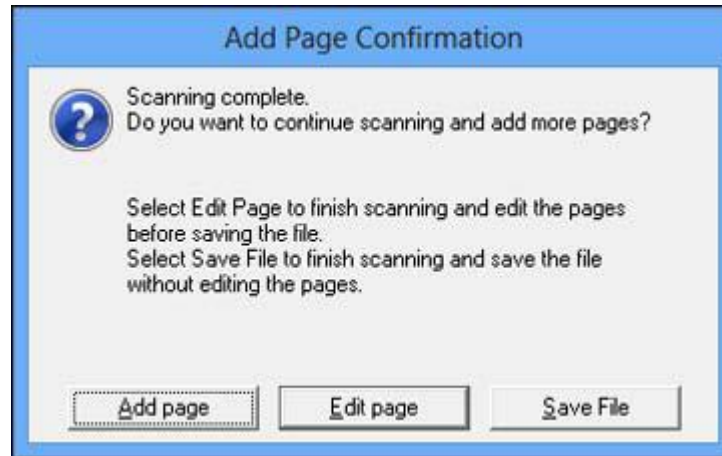 Add Page Confirmation
Scanning complete.
Do you want to continue scanning and add more pages?
Select Edit Page to finish scanning and edit the pages
before saving the file.
Select Save File to finish scanning and save the file
without editing the pages.
Add page Edit page Save File